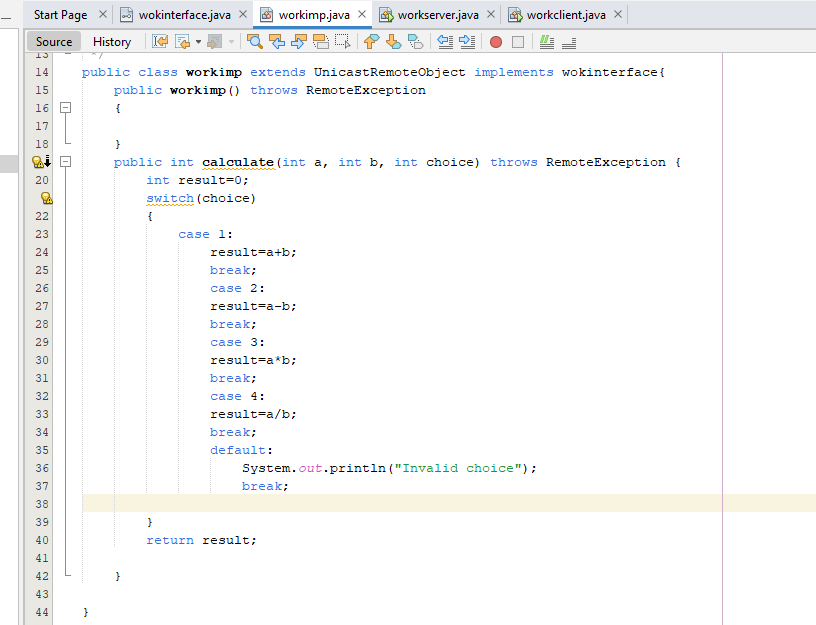 Start Page wokinterface.java workimp.java workserver.java workclient.java
Source History
13 */
14 public class workimp extends UnicastRemoteObject implements wokinterface{
15 public workimp() throws RemoteException
16 {
17
18 }
public int calculate(int a, int b, int choice) throws RemoteException {
20 int result=0;
switch(choice)
22 {
23 case 1:
24 result=a+b;
25 break;
26 case 2:
27 result=a-b;
28 break;
29 case 3:
30 result=a*b;
31 break;
32 case 4:
33 result=a/b;
34 break;
35 default:
36 System.out.println("Invalid choice");
37 break;
38
39 }
40 return result;
41
42 }
43
44 }